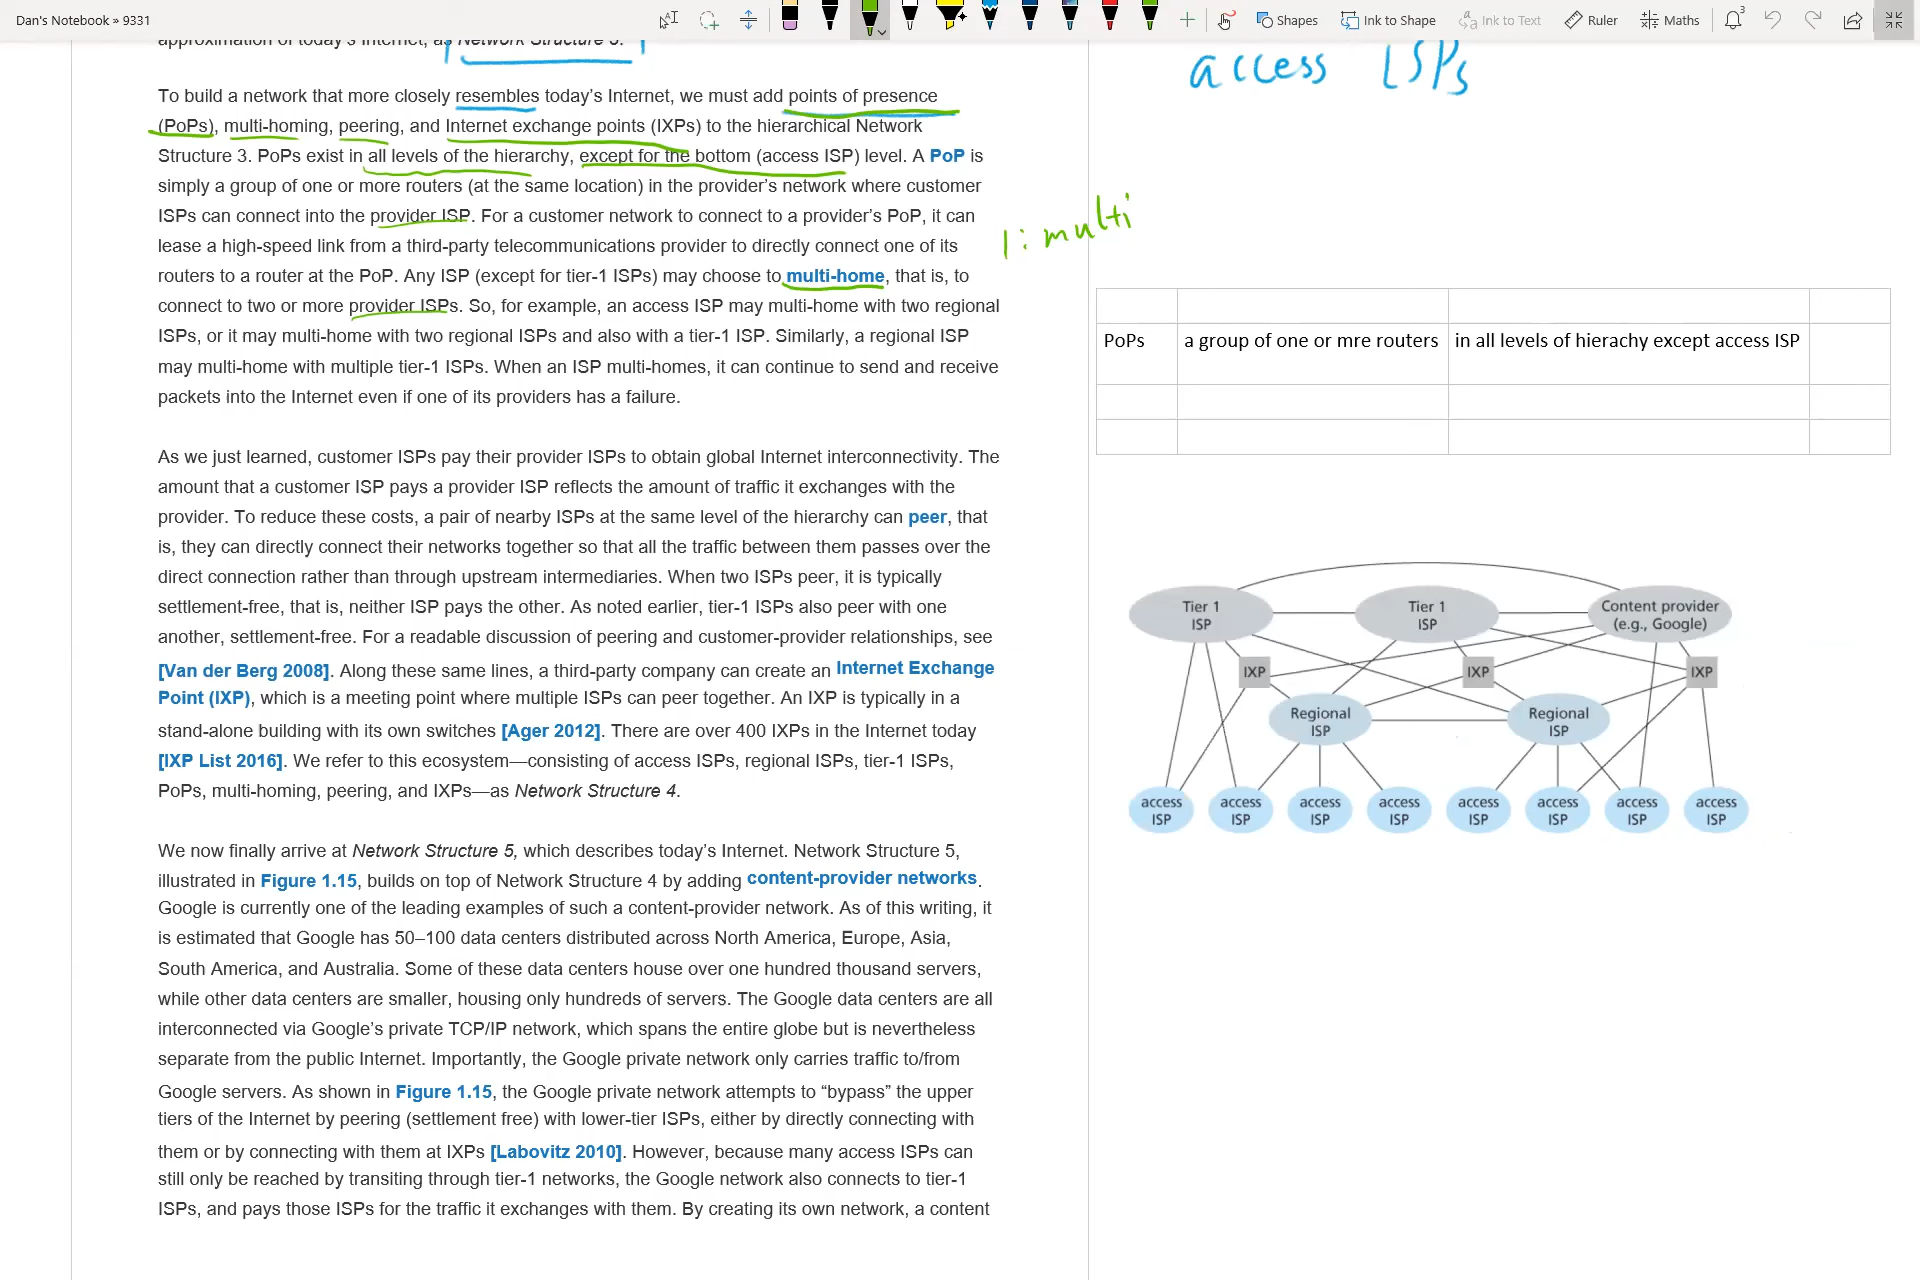 Dan's Notebook » 9331
Shapes
Ink to Shape
Ink to Text
Ruler
Maths
3
approximation of today's Internet, as Network Structure 3.
To build a network that more closely resembles today's Internet, we must add points of presence
(PoPs), multi-homing, peering, and Internet exchange points (IXPs) to the hierarchical Network
Structure 3. PoPs exist in all levels of the hierarchy, except for the bottom (access ISP) level. A PoP is
simply a group of one or more routers (at the same location) in the provider's network where customer
ISPs can connect into the provider ISP. For a customer network to connect to a provider's PoP, it can
lease a high-speed link from a third-party telecommunications provider to directly connect one of its
routers to a router at the PoP. Any ISP (except for tier-1 ISPs) may choose to multi-home, that is, to
connect to two or more provider ISPs. So, for example, an access ISP may multi-home with two regional
ISPs, or it may multi-home with two regional ISPs and also with a tier-1 ISP. Similarly, a regional ISP
may multi-home with multiple tier-1 ISPs. When an ISP multi-homes, it can continue to send and receive
packets into the Internet even if one of its providers has a failure.
As we just learned, customer ISPs pay their provider ISPs to obtain global Internet interconnectivity. The
amount that a customer ISP pays a provider ISP reflects the amount of traffic it exchanges with the
provider. To reduce these costs, a pair of nearby ISPs at the same level of the hierarchy can peer, that
is, they can directly connect their networks together so that all the traffic between them passes over the
direct connection rather than through upstream intermediaries. When two ISPs peer, it is typically
settlement-free, that is, neither ISP pays the other. As noted earlier, tier-1 ISPs also peer with one
another, settlement-free. For a readable discussion of peering and customer-provider relationships, see
[Van der Berg 2008]. Along these same lines, a third-party company can create an Internet Exchange
Point (IXP), which is a meeting point where multiple ISPs can peer together. An IXP is typically in a
stand-alone building with its own switches [Ager 2012]. There are over 400 IXPs in the Internet today
[IXP List 2016]. We refer to this ecosystem—consisting of access ISPs, regional ISPs, tier-1 ISPs,
PoPs, multi-homing, peering, and IXPs—as Network Structure 4.
We now finally arrive at Network Structure 5, which describes today's Internet. Network Structure 5,
illustrated in Figure 1.15, builds on top of Network Structure 4 by adding content-provider networks.
Google is currently one of the leading examples of such a content-provider network. As of this writing, it
is estimated that Google has 50–100 data centers distributed across North America, Europe, Asia,
South America, and Australia. Some of these data centers house over one hundred thousand servers,
while other data centers are smaller, housing only hundreds of servers. The Google data centers are all
interconnected via Google's private TCP/IP network, which spans the entire globe but is nevertheless
separate from the public Internet. Importantly, the Google private network only carries traffic to/from
Google servers. As shown in Figure 1.15, the Google private network attempts to “bypass” the upper
tiers of the Internet by peering (settlement free) with lower-tier ISPs, either by directly connecting with
them or by connecting with them at IXPs [Labovitz 2010]. However, because many access ISPs can
still only be reached by transiting through tier-1 networks, the Google network also connects to tier-1
ISPs, and pays those ISPs for the traffic it exchanges with them. By creating its own network, a content
access ISPs
1 : multi
PoPs a group of one or mre routers in all levels of hierachy except access ISP
Tier 1
ISP
Tier 1
ISP
Content provider
(e.g., Google)
IXP
IXP
IXP
Regional
ISP
Regional
ISP
access
ISP
access
ISP
access
ISP
access
ISP
access
ISP
access
ISP
access
ISP
access
ISP